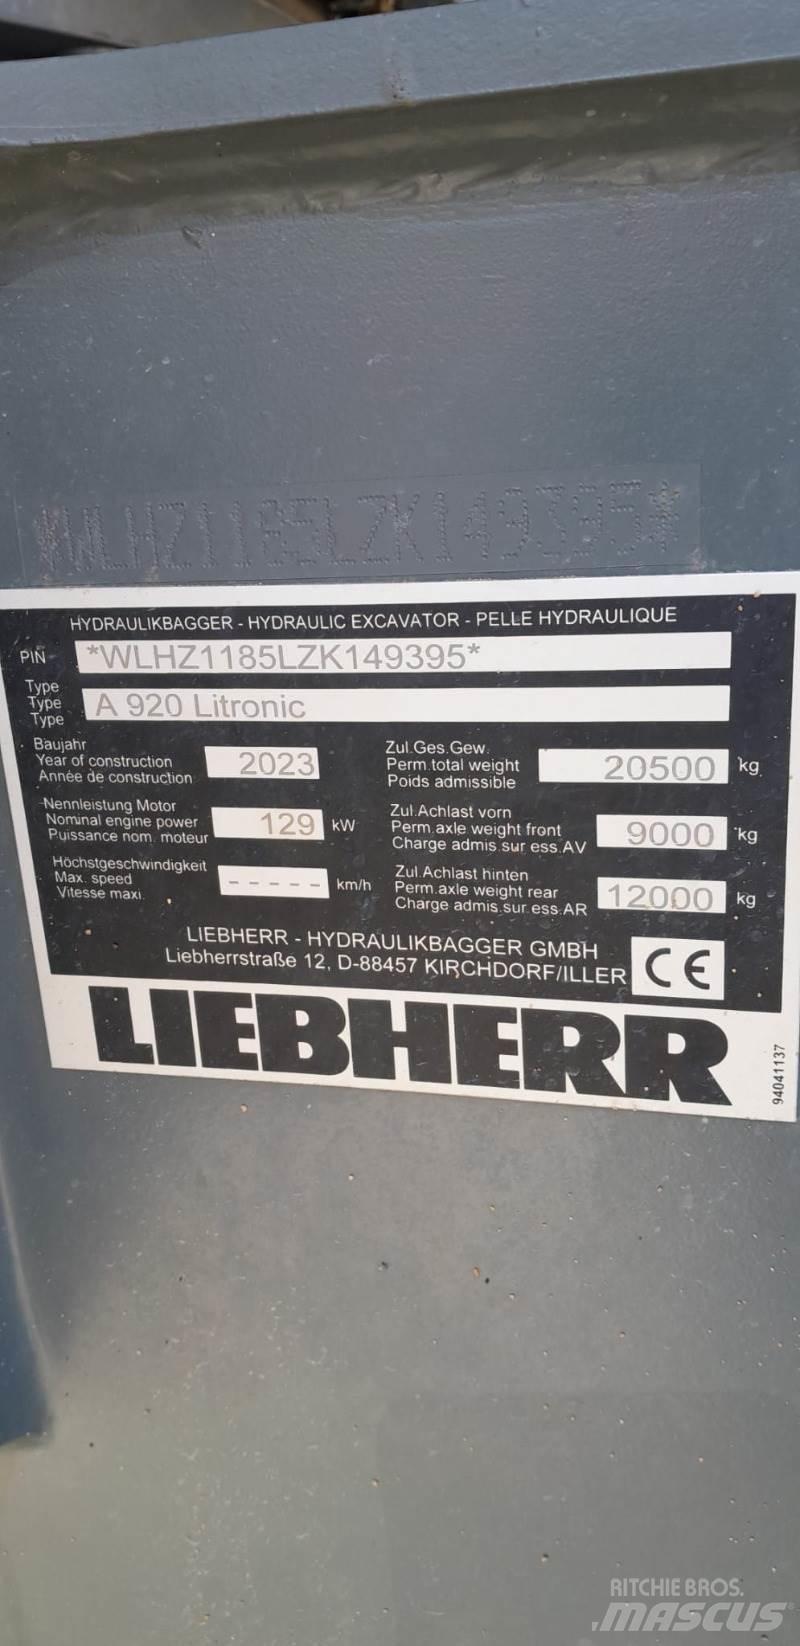 *WLHZ1185LZK149395*
HYDRAULIKBAGGER - HYDRAULIC EXCAVATOR - PELLE HYDRAULIQUE
PIN *WLHZ1185LZK149395*
Type
Type A 920 Litronic
Type
Baujahr
Year of construction 2023
Année de construction
Zul.Ges.Gew.
Perm.total weight 20500 kg
Poids admissible
Nennleistung Motor
Nominal engine power 129 kW
Puissance nom. moteur
Zul.Achlast vorn
Perm.axle weight front 9000 kg
Charge admis.sur ess.AV
Höchstgeschwindigkeit
Max. speed ----- km/h
Vitesse maxi.
Zul.Achlast hinten
Perm.axle weight rear 12000 kg
Charge admis.sur.ess.AR
LIEBHERR - HYDRAULIKBAGGER GMBH
Liebherrstraße 12, D-88457 KIRCHDORF/ILLER
CE
LIEBHERR
94041137
RITCHIE BROS.
MASCUS